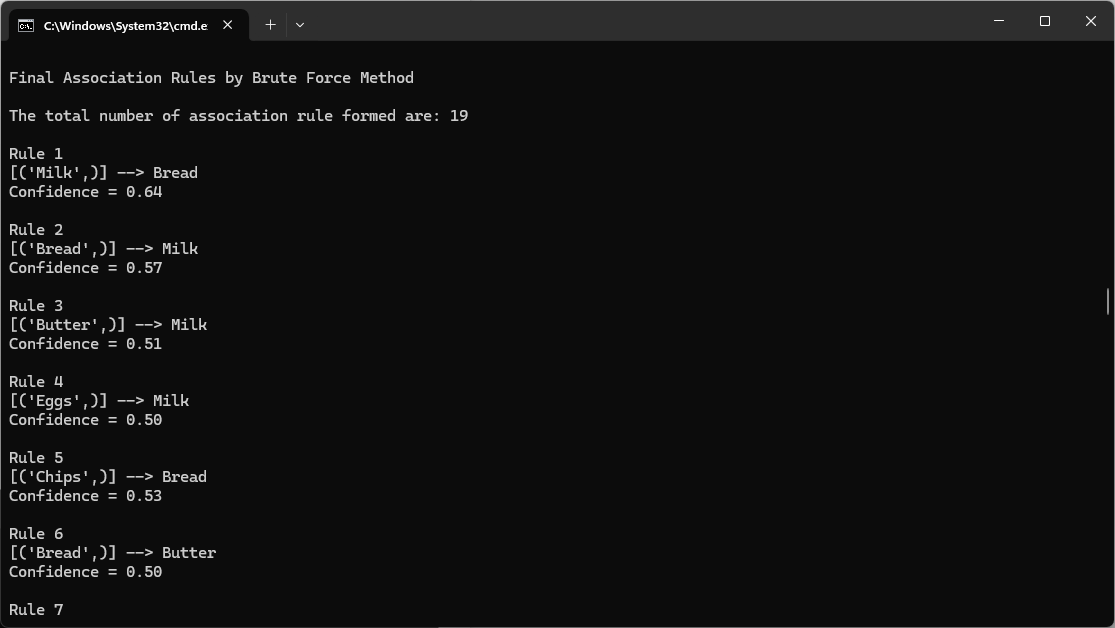 C:\Windows\System32\cmd.e
Final Association Rules by Brute Force Method
The total number of association rule formed are: 19
Rule 1
[('Milk',)] --> Bread
Confidence = 0.64
Rule 2
[('Bread',)] --> Milk
Confidence = 0.57
Rule 3
[('Butter',)] --> Milk
Confidence = 0.51
Rule 4
[('Eggs',)] --> Milk
Confidence = 0.50
Rule 5
[('Chips',)] --> Bread
Confidence = 0.53
Rule 6
[('Bread',)] --> Butter
Confidence = 0.50
Rule 7